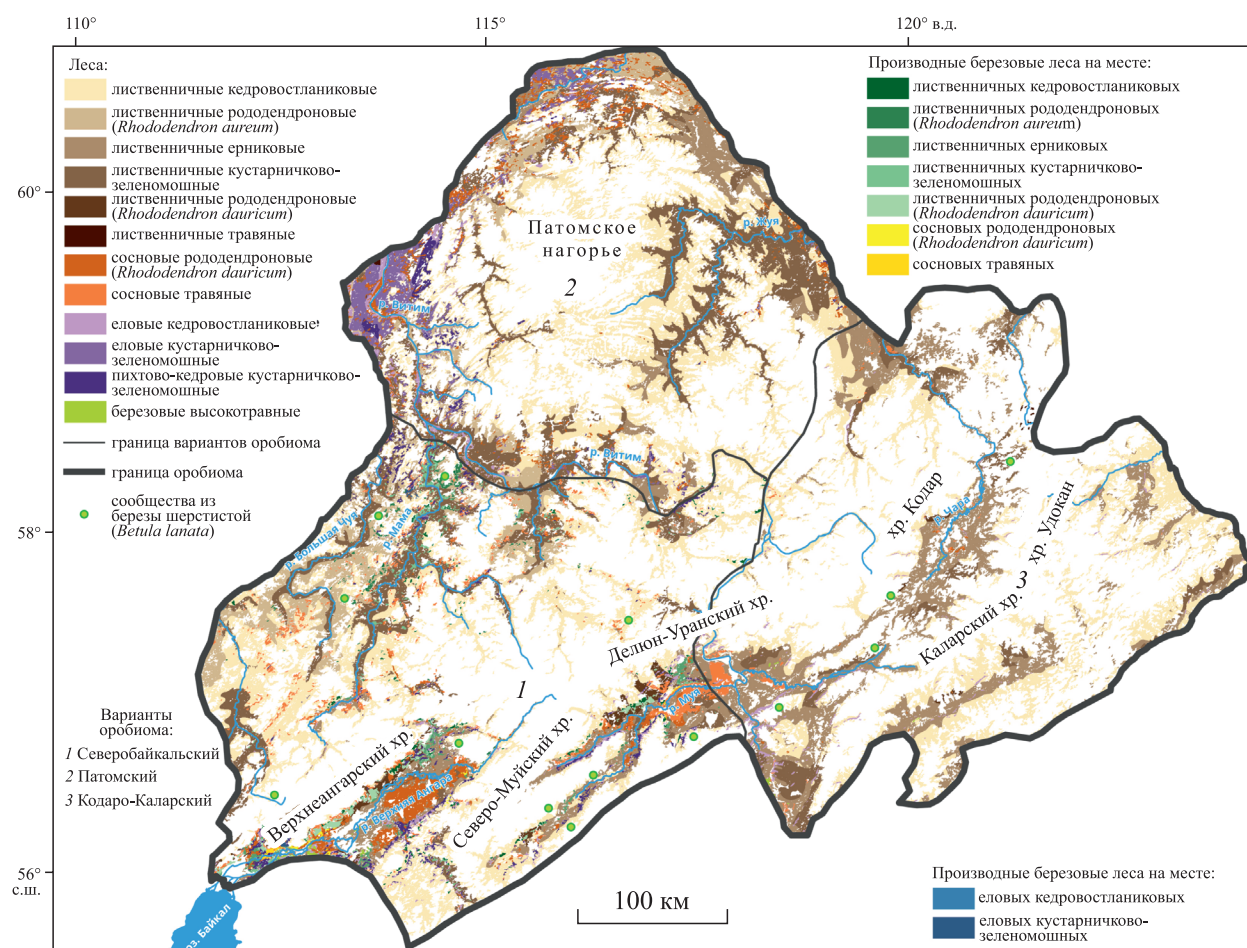 110°
115°
120° в.д.
Леса:
лиственничные кедровостланиковые
лиственничные рододендроновые
(Rhododendron aureum)
лиственничные ерниковые
лиственничные кустарничково-
зеленомошные
лиственничные рододендроновые
(Rhododendron dauricum)
лиственничные травяные
сосновые рододендроновые
(Rhododendron dauricum)
сосновые травяные
еловые кедровостланиковые
еловые кустарничково-
зеленомошные
пихтово-кедровые кустарничково-
зеленомошные
березовые высокотравные
граница вариантов оробиома
граница оробиома
сообщества из
березы шерстистой
(Betula lanata)
Производные березовые леса на месте:
лиственничных кедровостланиковых
лиственничных рододендроновых
(Rhododendron aureum)
лиственничных ерниковых
лиственничных кустарничково-
зеленомошных
лиственничных рододендроновых
(Rhododendron dauricum)
сосновых рододендроновых
(Rhododendron dauricum)
сосновых травяных
60°
58°
56°
с.ш.
Патомское
нагорье
2
р. Жуя
р. Витим
р. Витим
р. Большая Чуя
р. Мама
хр. Кодар
р. Чара
хр. Удокан
3
Каларский хр.
Делюн-Уранский хр.
1
р. Муя
Северо-Муйский хр.
Верхнеангарский хр.
р. Верхняя Ангара
оз. Байкал
Варианты
оробиома:
1 Северобайкальский
2 Патомский
3 Кодаро-Каларский
100 км
Производные березовые леса на месте:
еловых кедровостланиковых
еловых кустарничково-
зеленомошных